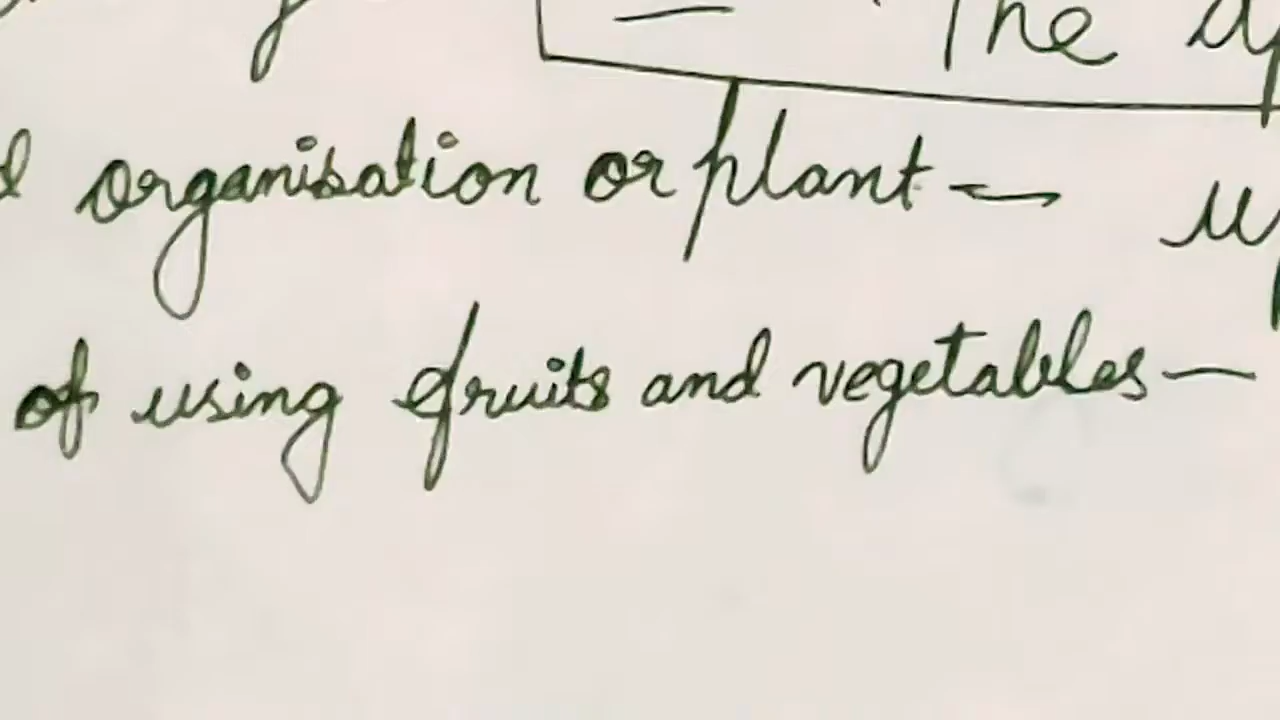 — The
organisation or plant —
of using fruits and vegetables —